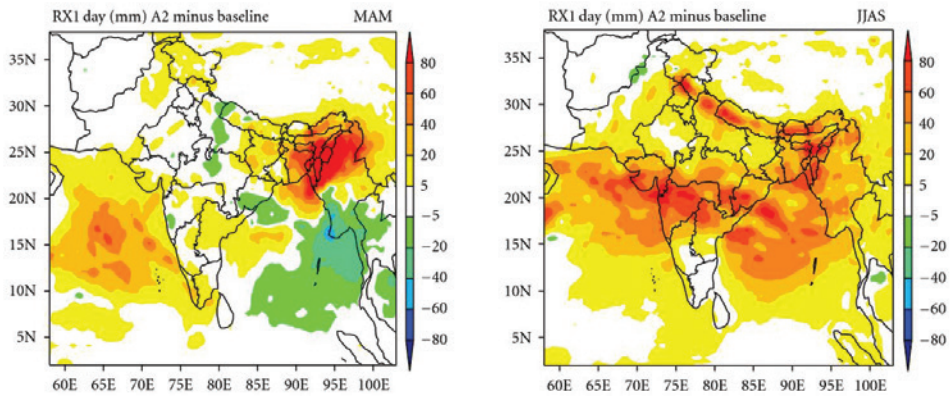 RX1 day (mm) A2 minus baseline MAM
35N
30N
25N
20N
15N
10N
5N
60E 65E 70E 75E 80E 85E 90E 95E 100E
80
60
40
20
5
−5
−20
−40
−60
−80
RX1 day (mm) A2 minus baseline JJAS
35N
30N
25N
20N
15N
10N
5N
60E 65E 70E 75E 80E 85E 90E 95E 100E
80
60
40
20
5
−5
−20
−40
−60
−80